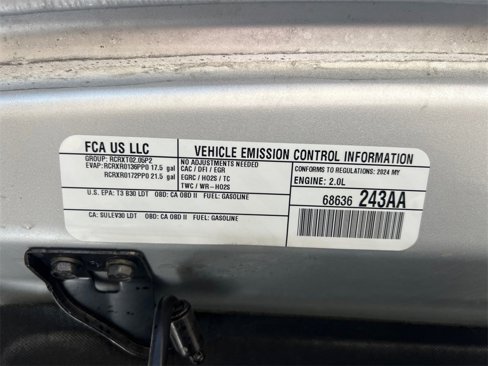 FCA US LLC
VEHICLE EMISSION CONTROL INFORMATION
GROUP: RCRXT02.05P2
EVAP: RCRXR0136PP0 17.5 gal
RCRXR0172PP0 21.5 gal
NO ADJUSTMENTS NEEDED
CAC / DFI / EGR
EGRC / HO2S / TC
TWC / WR-HO2S
CONFORMS TO REGULATIONS: 2024 MY
ENGINE: 2.0L
U.S. EPA: T3 B30 LDT OBD: CA OBD II FUEL: GASOLINE
CA: SULEV30 LDT OBD: CA OBD II FUEL: GASOLINE
68636 243AA